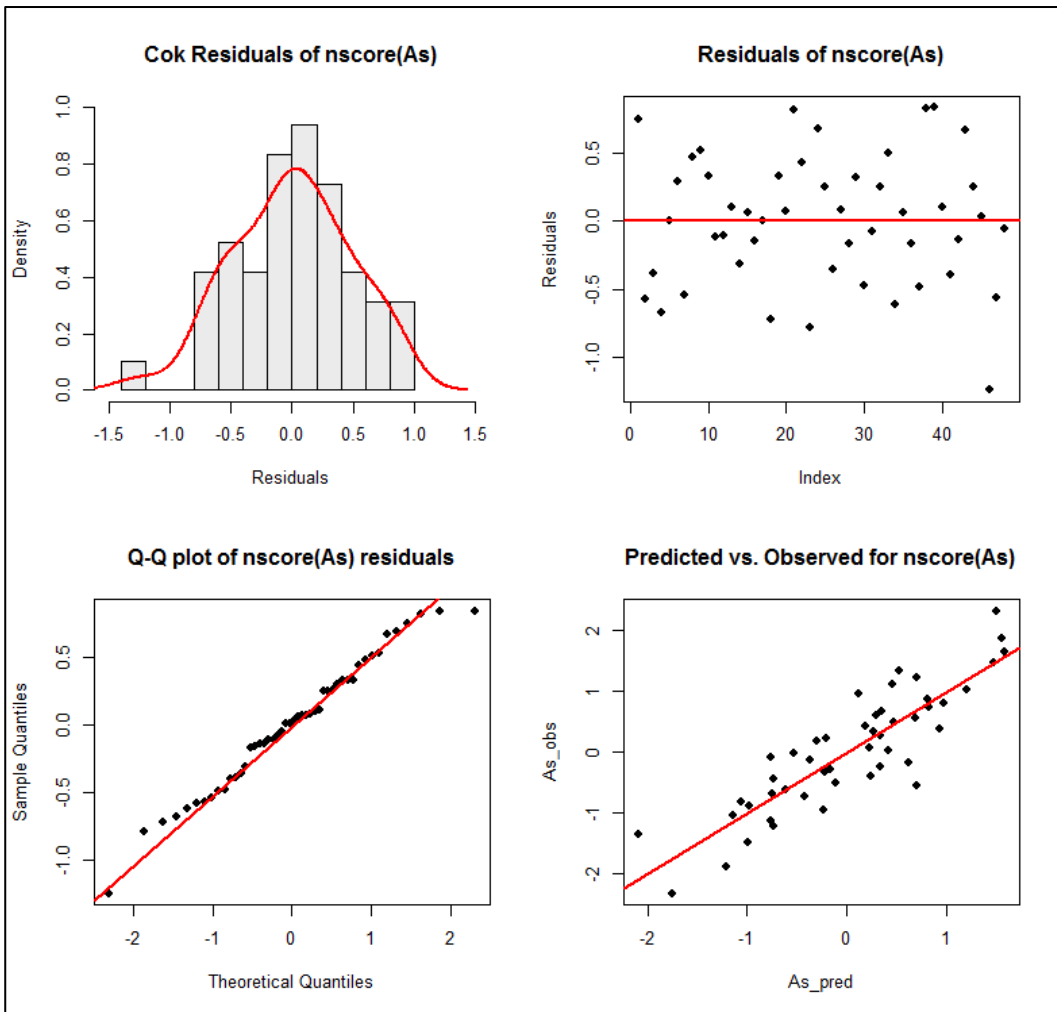 Cok Residuals of nscore(As)
1.0
0.8
0.6
0.4
0.2
0.0
Density
-1.5 -1.0 -0.5 0.0 0.5 1.0 1.5
Residuals
Residuals of nscore(As)
0.5
0.0
-0.5
-1.0
Residuals
0 10 20 30 40
Index
Q-Q plot of nscore(As) residuals
0.5
0.0
-0.5
-1.0
Sample Quantiles
-2 -1 0 1 2
Theoretical Quantiles
Predicted vs. Observed for nscore(As)
2
1
0
-1
-2
As_obs
-2 -1 0 1
As_pred